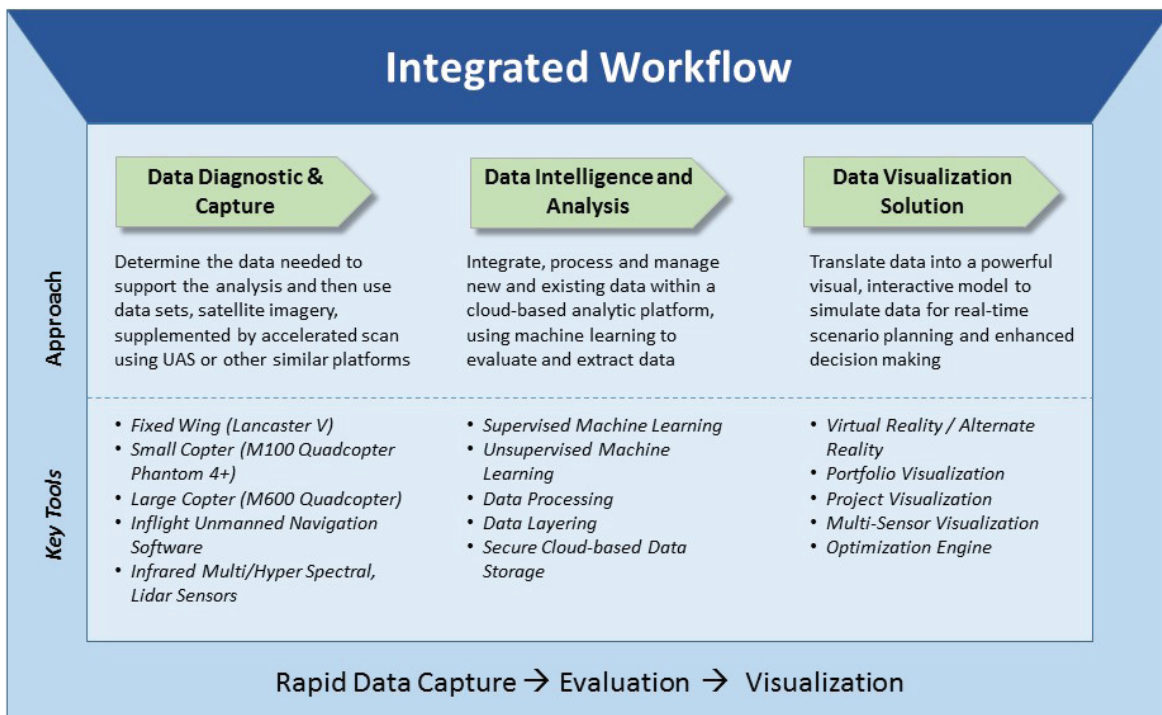 Integrated Workflow
Data Diagnostic &
Capture
Data Intelligence and
Analysis
Data Visualization
Solution
Approach
Determine the data needed to
support the analysis and then use
data sets, satellite imagery,
supplemented by accelerated scan
using UAS or other similar platforms
Integrate, process and manage
new and existing data within a
cloud-based analytic platform,
using machine learning to
evaluate and extract data
Translate data into a powerful
visual, interactive model to
simulate data for real-time
scenario planning and enhanced
decision making
Key Tools
• Fixed Wing (Lancaster V)
• Small Copter (M100 Quadcopter
Phantom 4+)
• Large Copter (M600 Quadcopter)
• Inflight Unmanned Navigation
Software
• Infrared Multi/Hyper Spectral,
Lidar Sensors
• Supervised Machine Learning
• Unsupervised Machine
Learning
• Data Processing
• Data Layering
• Secure Cloud-based Data
Storage
• Virtual Reality / Alternate
Reality
• Portfolio Visualization
• Project Visualization
• Multi-Sensor Visualization
• Optimization Engine
Rapid Data Capture → Evaluation → Visualization